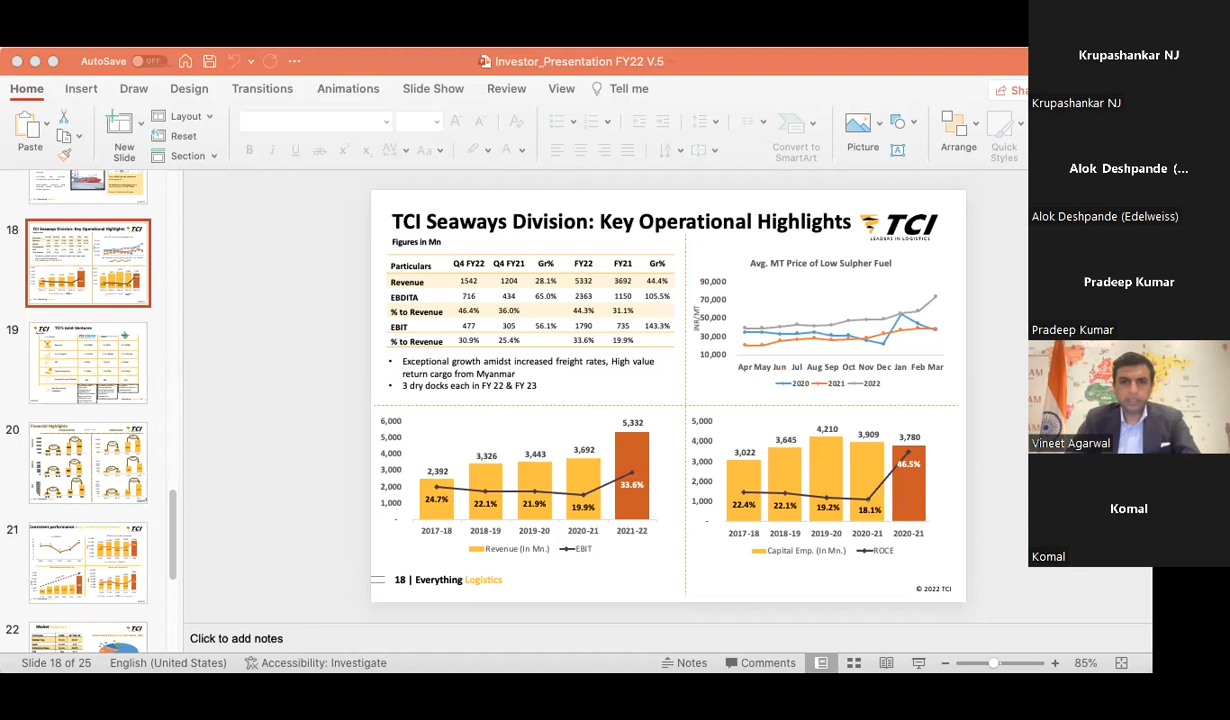 AutoSave OFF
Investor_Presentation FY22 V.5
Home Insert Draw Design Transitions Animations Slide Show Review View Tell me
Paste
New
Slide
Layout
Reset
Section
Convert to
SmartArt
Picture
Arrange
Quick
Styles
18
19
20
21
22
TCI Seaways Division: Key Operational Highlights
TCI
LEADERS IN LOGISTICS
Figures in Mn
Particulars Q4 FY22 Q4 FY21 Gr% FY22 FY21 Gr%
Revenue 1542 1204 28.1% 5332 3692 44.4%
EBDITA 716 434 65.0% 2363 1150 105.5%
% to Revenue 46.4% 36.0% 44.3% 31.1%
EBIT 477 305 56.1% 1790 735 143.3%
% to Revenue 30.9% 25.4% 33.6% 19.9%
• Exceptional growth amidst increased freight rates, High value
return cargo from Myanmar
• 3 dry docks each in FY 22 & FY 23
Avg. MT Price of Low Sulpher Fuel
INR/MT
90,000
70,000
50,000
30,000
10,000
Apr May Jun July Aug Sep Oct Nov Dec Jan Feb Mar
2020 2021 2022
6,000
5,000
4,000
3,000
2,000
1,000
-
2,392 3,326 3,443 3,692 5,332
24.7% 22.1% 21.9% 19.9% 33.6%
2017-18 2018-19 2019-20 2020-21 2021-22
Revenue (In Mn.) EBIT
5,000
4,000
3,000
2,000
1,000
-
3,022 3,645 4,210 3,909 3,780
22.4% 22.1% 19.2% 18.1% 46.5%
2017-18 2018-19 2019-20 2020-21 2020-21
Capital Emp. (In Mn.) ROCE
18 | Everything Logistics
© 2022 TCI
Click to add notes
Slide 18 of 25 English (United States) Accessibility: Investigate Notes Comments 85%
Krupashankar NJ
Krupashankar NJ
Alok Deshpande (...
Alok Deshpande (Edelweiss)
Pradeep Kumar
Pradeep Kumar
Vineet Agarwal
Komal
Komal